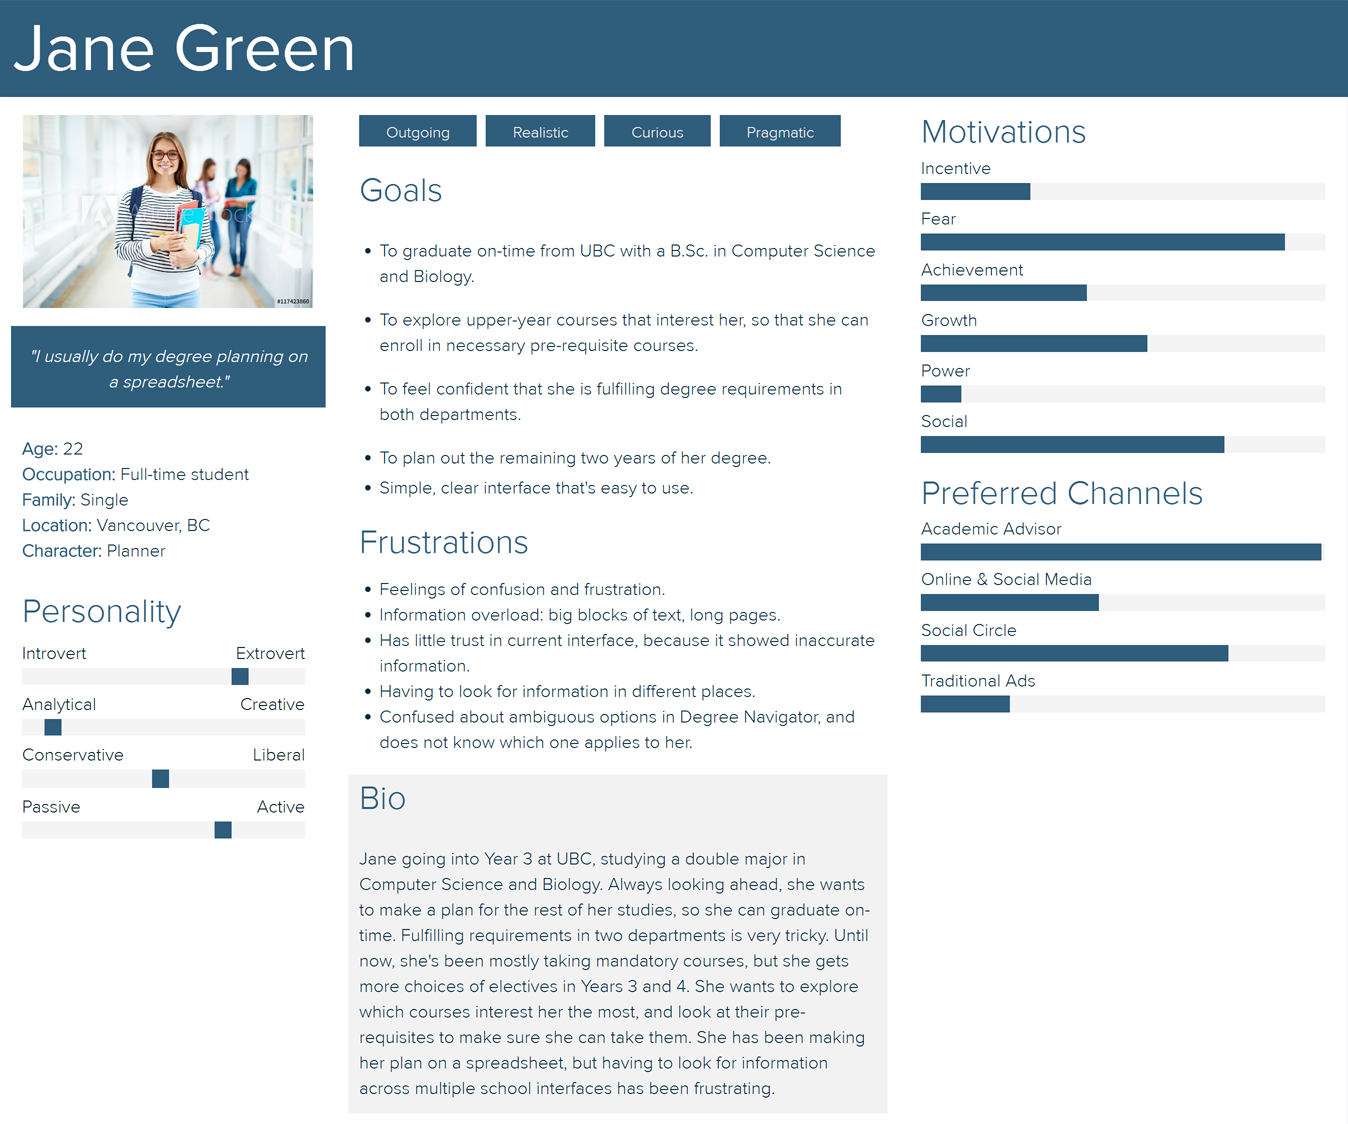 Jane Green
#117423860
"I usually do my degree planning on
a spreadsheet."
Age: 22
Occupation: Full-time student
Family: Single
Location: Vancouver, BC
Character: Planner
Personality
Introvert Extrovert
Analytical Creative
Conservative Liberal
Passive Active
Outgoing Realistic Curious Pragmatic
Goals
• To graduate on-time from UBC with a B.Sc. in Computer Science
and Biology.
• To explore upper-year courses that interest her, so that she can
enroll in necessary pre-requisite courses.
• To feel confident that she is fulfilling degree requirements in
both departments.
• To plan out the remaining two years of her degree.
• Simple, clear interface that's easy to use.
Frustrations
• Feelings of confusion and frustration.
• Information overload: big blocks of text, long pages.
• Has little trust in current interface, because it showed inaccurate
information.
• Having to look for information in different places.
• Confused about ambiguous options in Degree Navigator, and
does not know which one applies to her.
Bio
Jane going into Year 3 at UBC, studying a double major in
Computer Science and Biology. Always looking ahead, she wants
to make a plan for the rest of her studies, so she can graduate on-
time. Fulfilling requirements in two departments is very tricky. Until
now, she's been mostly taking mandatory courses, but she gets
more choices of electives in Years 3 and 4. She wants to explore
which courses interest her the most, and look at their pre-
requisites to make sure she can take them. She has been making
her plan on a spreadsheet, but having to look for information
across multiple school interfaces has been frustrating.
Motivations
Incentive
Fear
Achievement
Growth
Power
Social
Preferred Channels
Academic Advisor
Online & Social Media
Social Circle
Traditional Ads